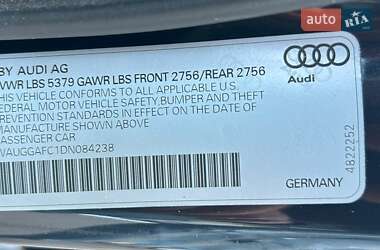 AUTO RIA.com
BY AUDI AG
VWR LBS 5379 GAWR LBS FRONT 2756/REAR 2756
VEHICLE CONFORMS TO ALL APPLICABLE U.S.
FEDERAL MOTOR VEHICLE SAFETY, BUMPER AND THEFT
PREVENTION STANDARDS IN EFFECT ON THE DATE OF
MANUFACTURE SHOWN ABOVE.
PASSENGER CAR
WAUGGAFC1DN084238
Audi
4822252
GERMANY